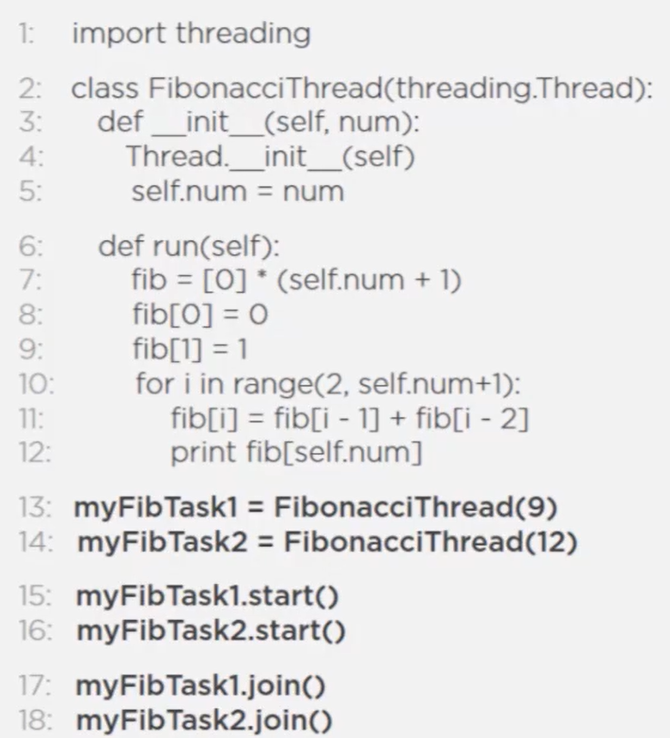 1: import threading
2: class FibonacciThread(threading.Thread):
3: def __init__(self, num):
4: Thread.__init__(self)
5: self.num = num
6: def run(self):
7: fib = [0] * (self.num + 1)
8: fib[0] = 0
9: fib[1] = 1
10: for i in range(2, self.num+1):
11: fib[i] = fib[i - 1] + fib[i - 2]
12: print fib[self.num]
13: myFibTask1 = FibonacciThread(9)
14: myFibTask2 = FibonacciThread(12)
15: myFibTask1.start()
16: myFibTask2.start()
17: myFibTask1.join()
18: myFibTask2.join()